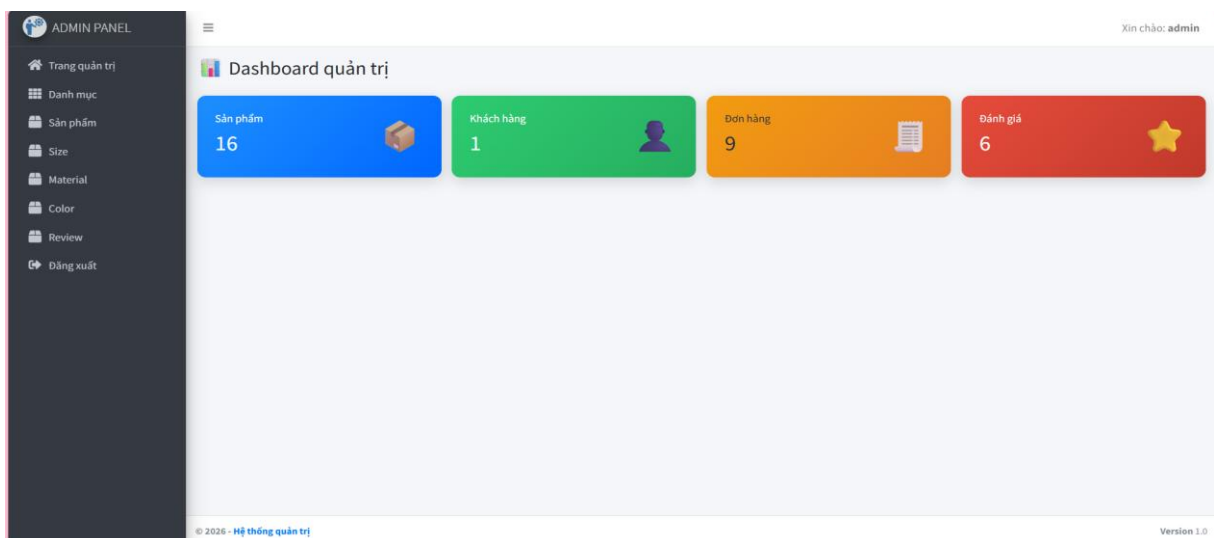 ADMIN PANEL
Xin chào: admin
Trang quản trị
Danh mục
Sản phẩm
Size
Material
Color
Review
Đăng xuất
Dashboard quản trị
Sản phẩm
16
Khách hàng
1
Đơn hàng
9
Đánh giá
6
© 2026 - Hệ thống quản trị
Version 1.0